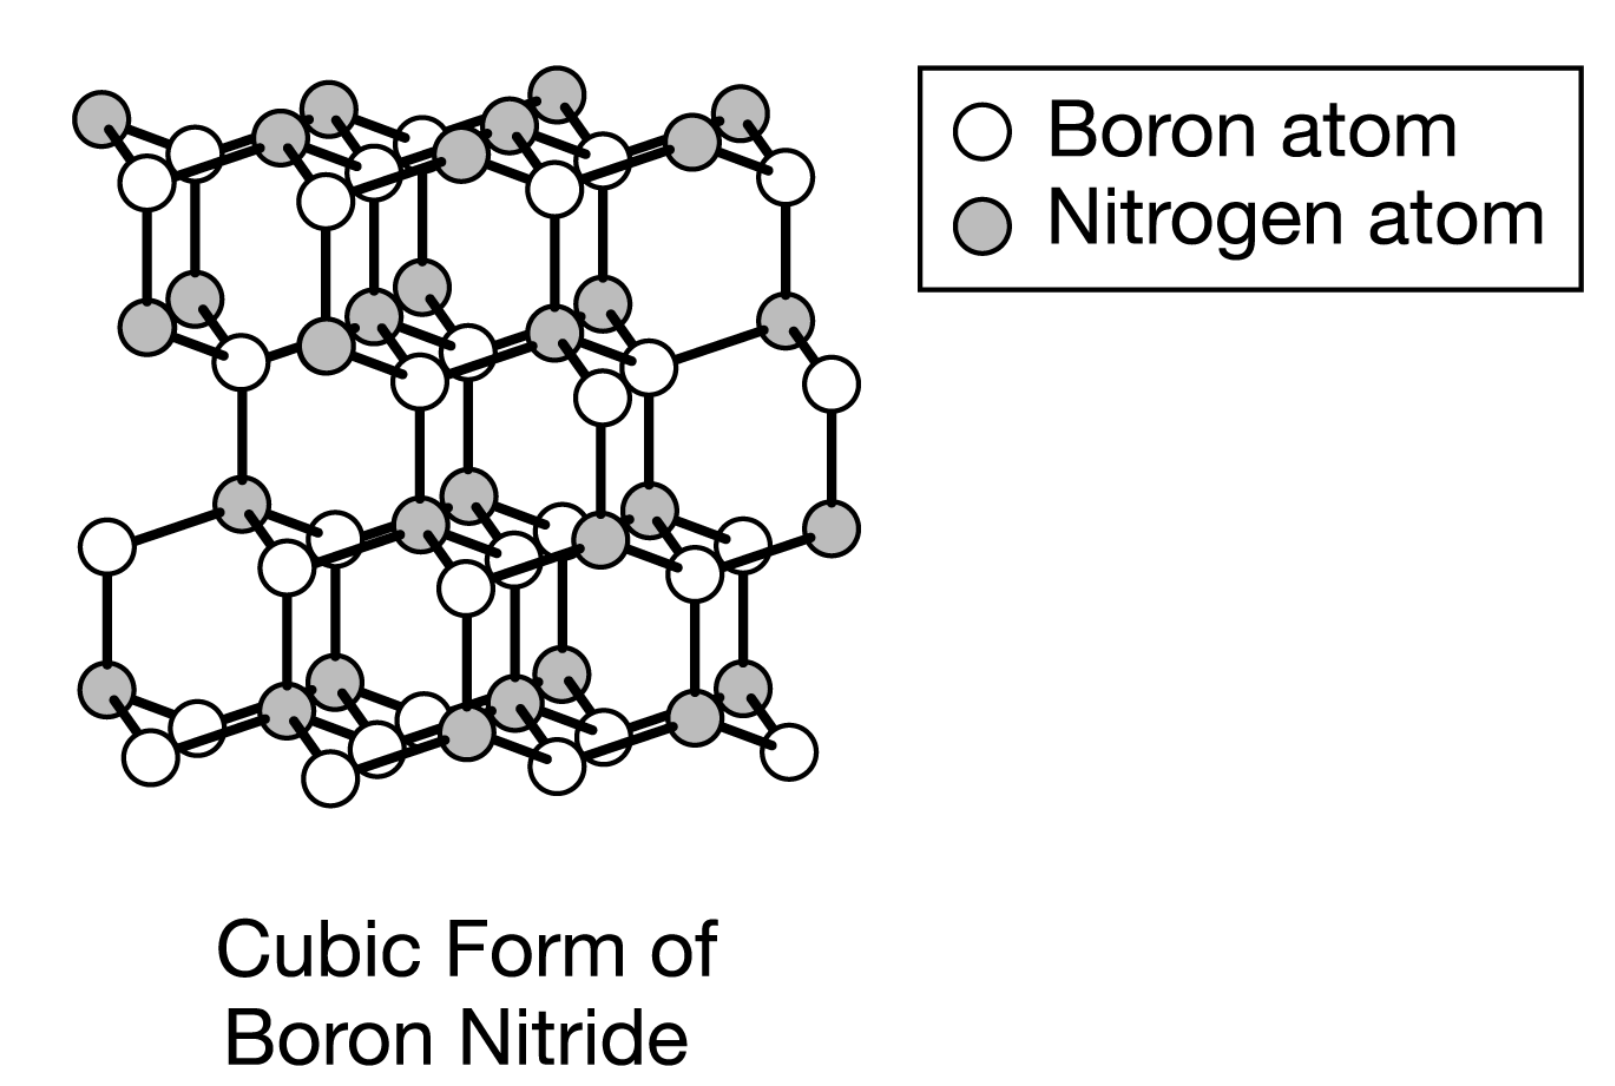 Boron atom
Nitrogen atom
Cubic Form of
Boron Nitride